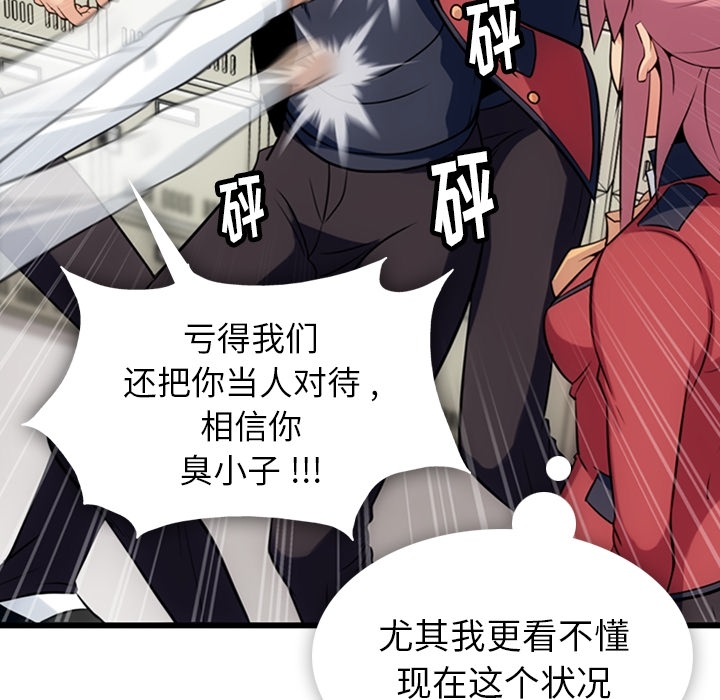 砰
砰
砰
亏得我们
还把你当人对待，
相信你
臭小子!!!
尤其我更看不懂
现在这个状况